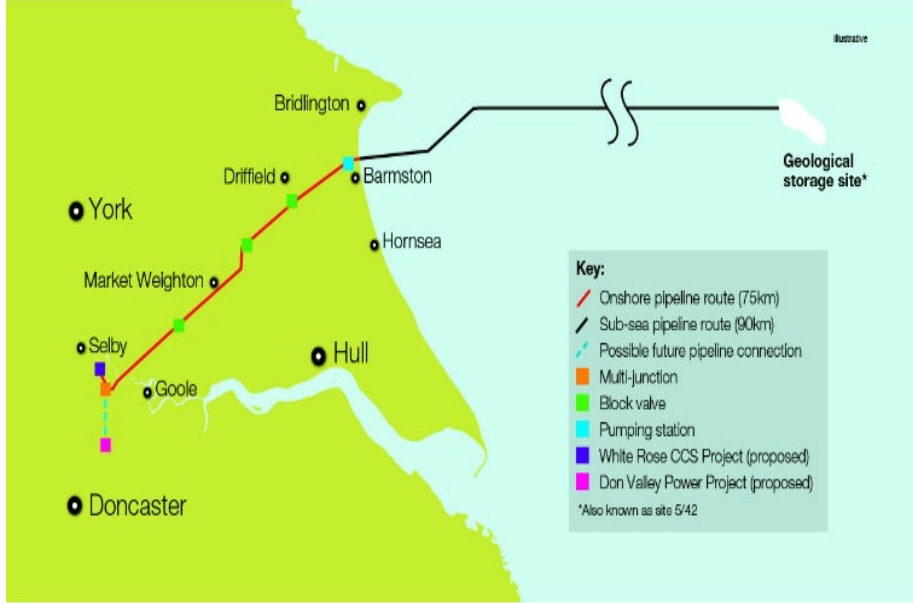 illustrative
Bridlington
Driffield
Barmston
Geological
storage site*
York
Hornsea
Market Weighton
Selby
Hull
Goole
Doncaster
Key:
Onshore pipeline route (75km)
Sub-sea pipeline route (90km)
Possible future pipeline connection
Multi-junction
Block valve
Pumping station
White Rose CCS Project (proposed)
Don Valley Power Project (proposed)
*Also known as site 5/42